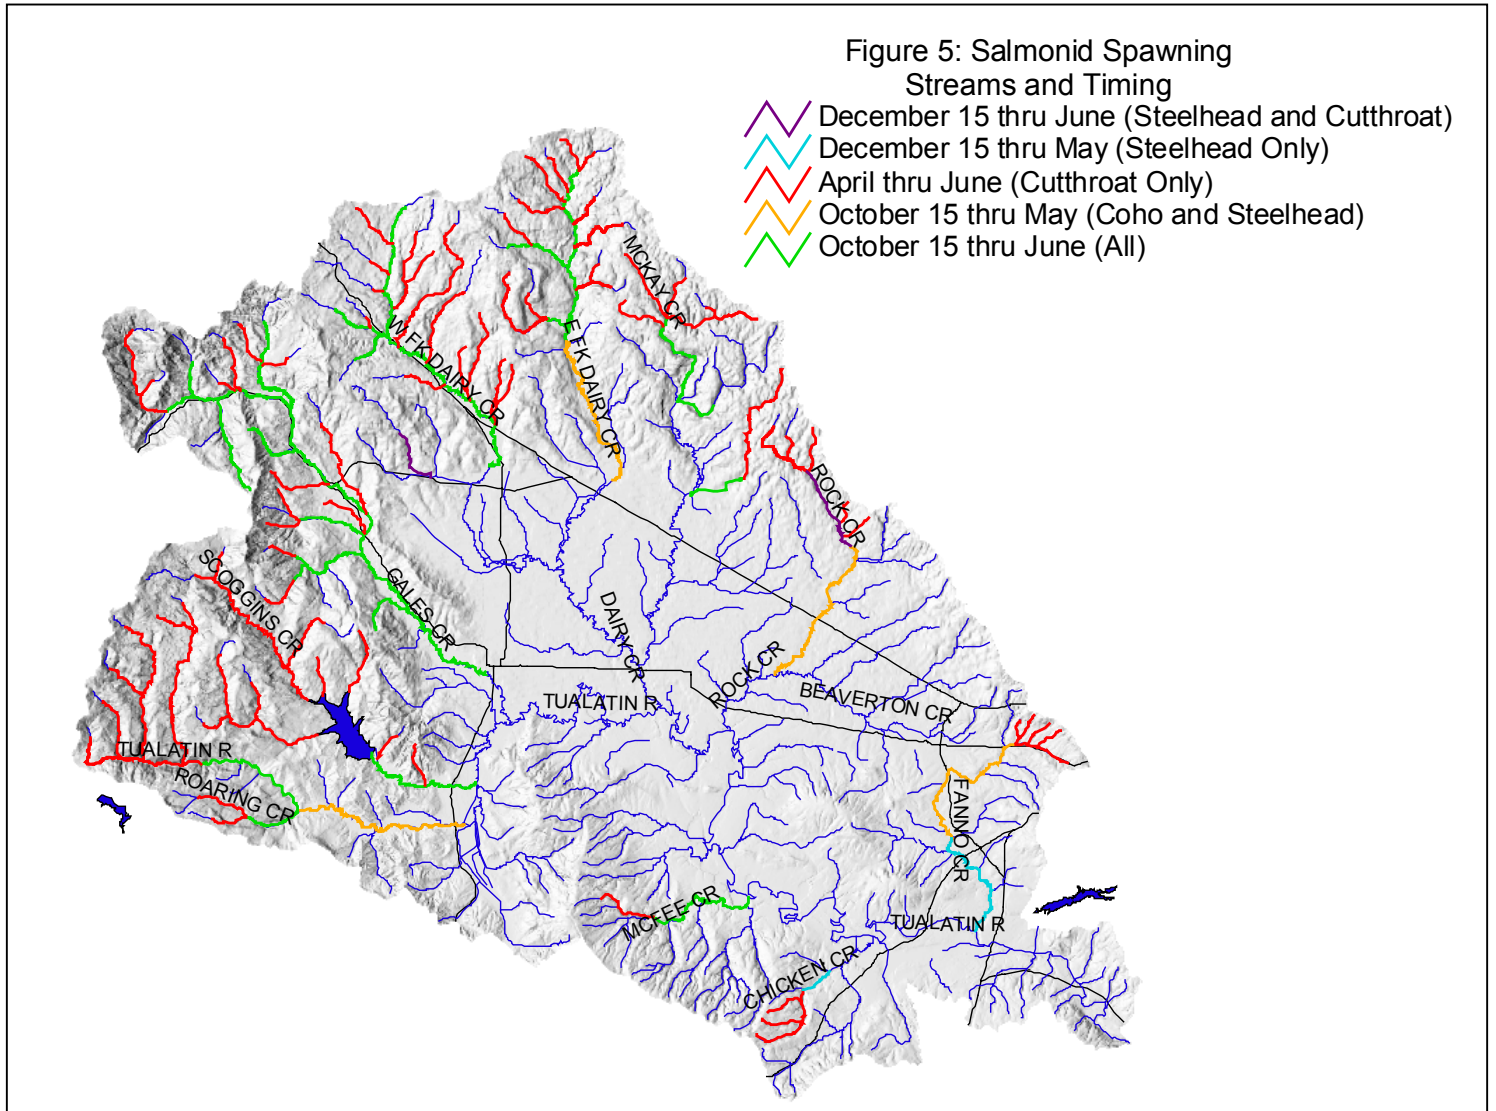 Figure 5: Salmonid Spawning
Streams and Timing
December 15 thru June (Steelhead and Cutthroat)
December 15 thru May (Steelhead Only)
April thru June (Cutthroat Only)
October 15 thru May (Coho and Steelhead)
October 15 thru June (All)
MCKAY CR
W FK DAIRY CR
E FK DAIRY CR
ROCK CR
SCOGGINS CR
GALES CR
DAIRY CR
ROCK CR
TUALATIN R
BEAVERTON CR
TUALATIN R
ROARING CR
FANNO CR
MCFEE CR
TUALATIN R
CHICKEN CR